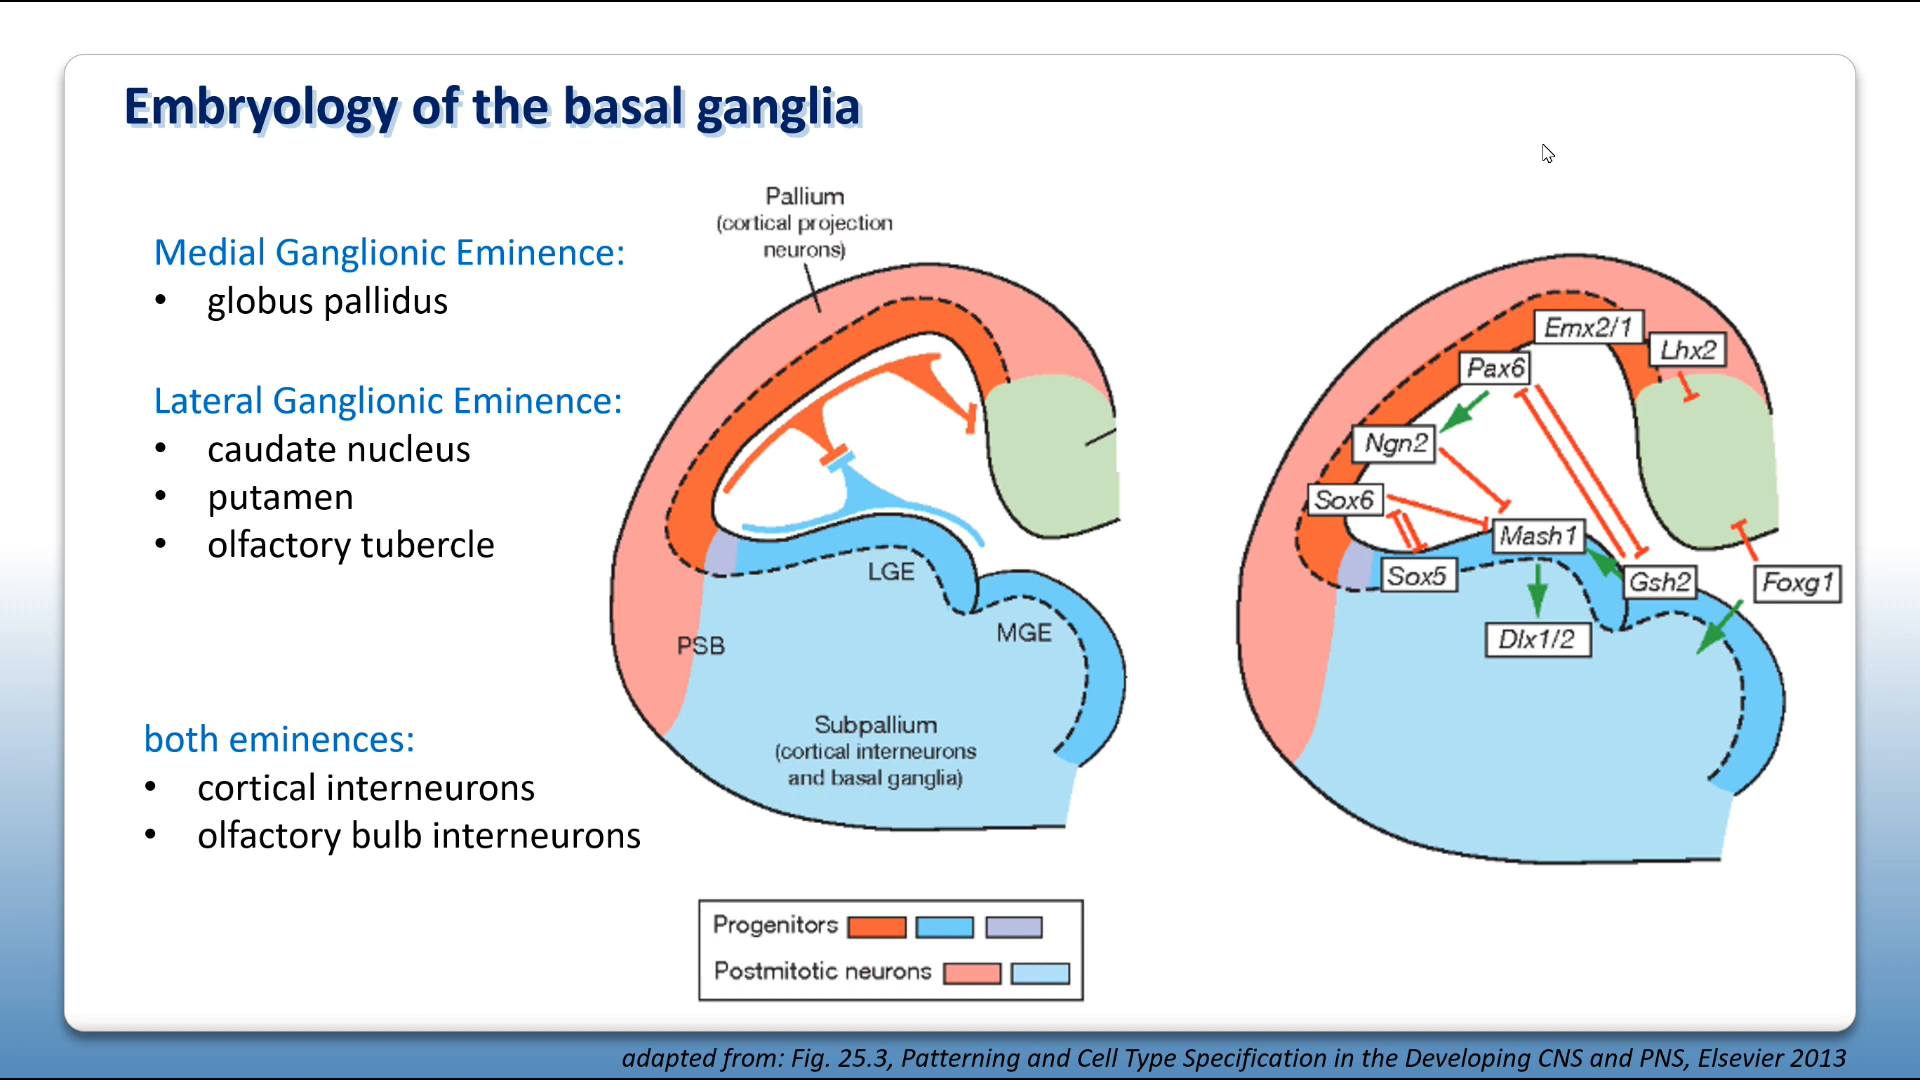 Embryology of the basal ganglia
Medial Ganglionic Eminence:
• globus pallidus
Lateral Ganglionic Eminence:
• caudate nucleus
• putamen
• olfactory tubercle
both eminences:
• cortical interneurons
• olfactory bulb interneurons
Pallium
(cortical projection
neurons)
LGE
MGE
PSB
Subpallium
(cortical interneurons
and basal ganglia)
Emx2/1
Lhx2
Pax6
Ngn2
Sox6
Mash1
Sox5
Gsh2
Foxg1
Dlx1/2
Progenitors
Postmitotic neurons
adapted from: Fig. 25.3, Patterning and Cell Type Specification in the Developing CNS and PNS, Elsevier 2013